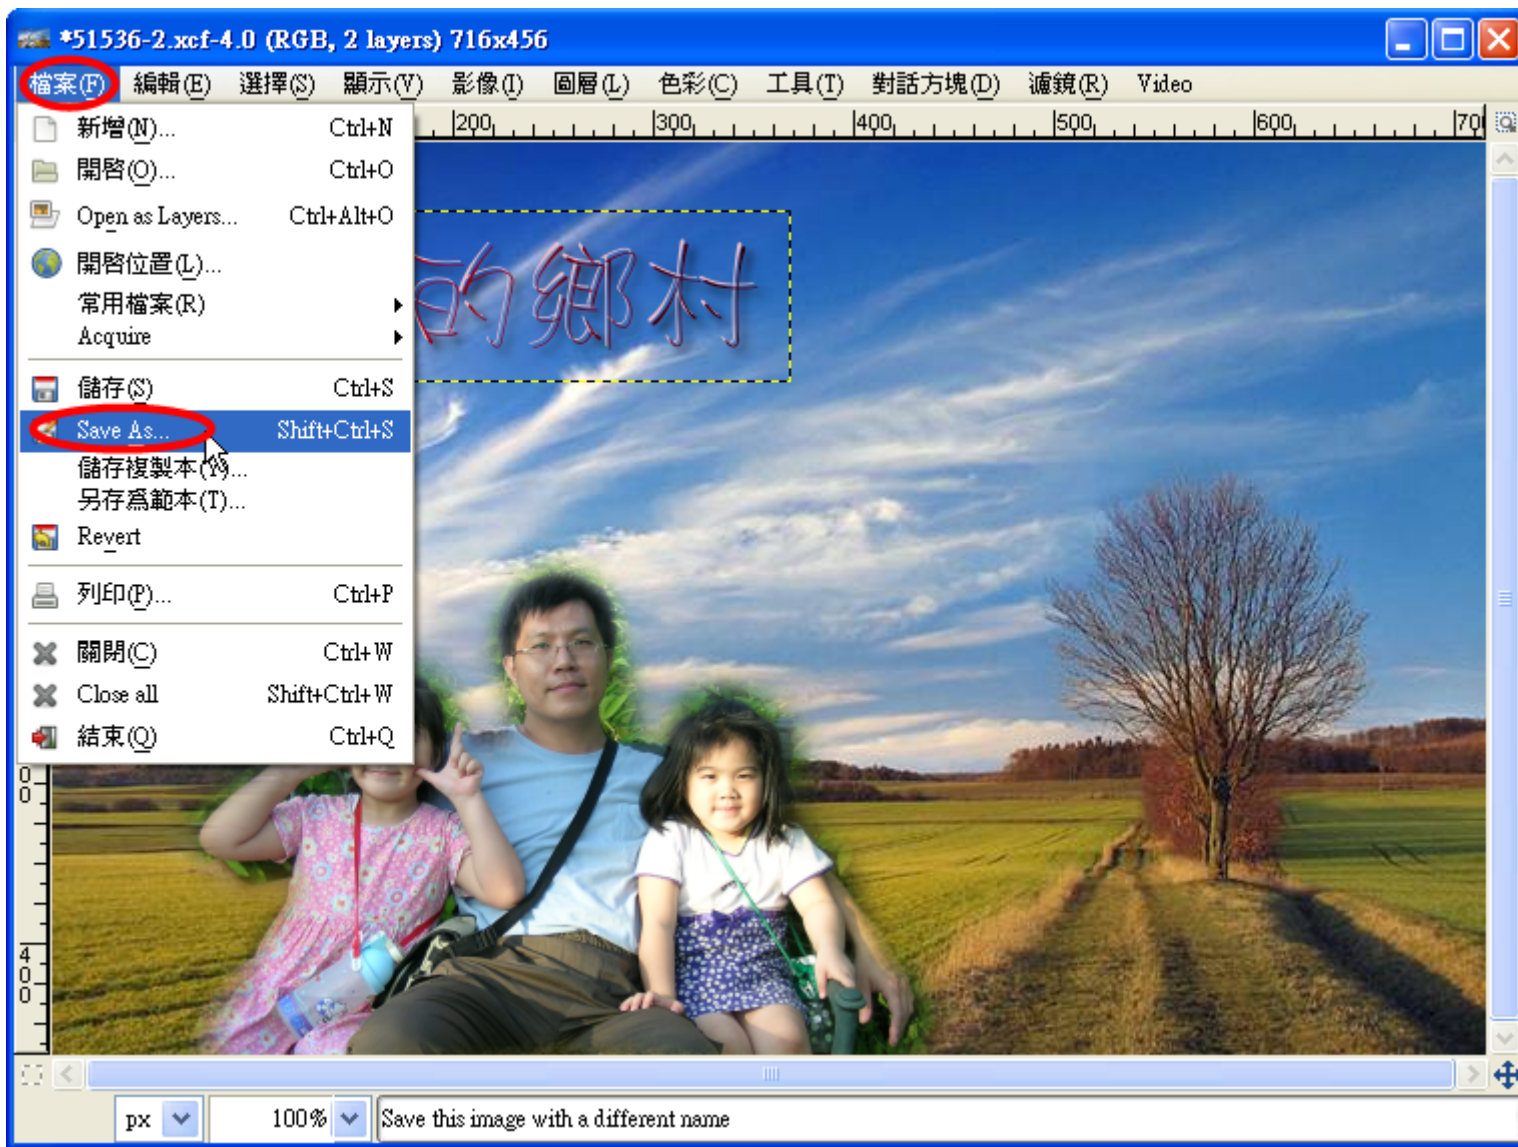 *51536-2.xcf-4.0 (RGB, 2 layers) 716x456
檔案(F) 編輯(E) 選擇(S) 顯示(V) 影像(I) 圖層(L) 色彩(C) 工具(T) 對話方塊(D) 濾鏡(R) Video
200 300 400 500 600
新增(N)... Ctrl+N
開啓(O)... Ctrl+O
Open as Layers... Ctrl+Alt+O
開啓位置(L)...
常用檔案(R)
Acquire
儲存(S) Ctrl+S
Save As... Shift+Ctrl+S
儲存複製本(Y)...
另存爲範本(T)...
Revert
列印(P)... Ctrl+P
關閉(C) Ctrl+W
Close all Shift+Ctrl+W
結束(Q) Ctrl+Q
的鄉村
400
px 100% Save this image with a different name